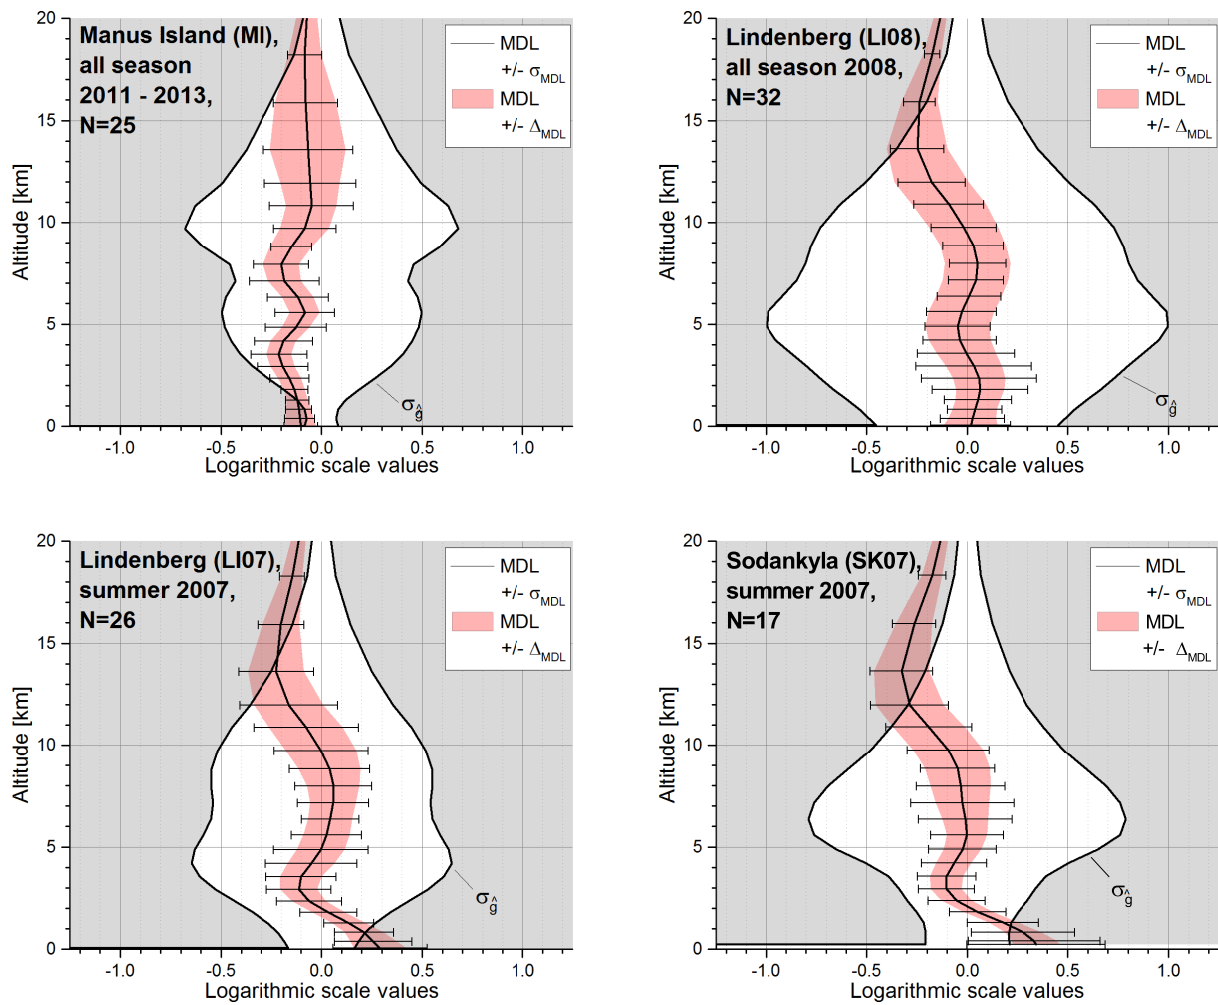 Manus Island (MI),
all season
2011 - 2013,
N=25
MDL
+/- σMDL
MDL
+/- ΔMDL
σĝ
20
15
10
5
0
Altitude [km]
-1.0 -0.5 0.0 0.5 1.0
Logarithmic scale values
Lindenberg (LI08),
all season 2008,
N=32
MDL
+/- σMDL
MDL
+/- ΔMDL
σĝ
20
15
10
5
0
Altitude [km]
-1.0 -0.5 0.0 0.5 1.0
Logarithmic scale values
Lindenberg (LI07),
summer 2007,
N=26
MDL
+/- σMDL
MDL
+/- ΔMDL
σĝ
20
15
10
5
0
Altitude [km]
-1.0 -0.5 0.0 0.5 1.0
Logarithmic scale values
Sodankyla (SK07),
summer 2007,
N=17
MDL
+/- σMDL
MDL
+/- ΔMDL
σĝ
20
15
10
5
0
Altitude [km]
-1.0 -0.5 0.0 0.5 1.0
Logarithmic scale values